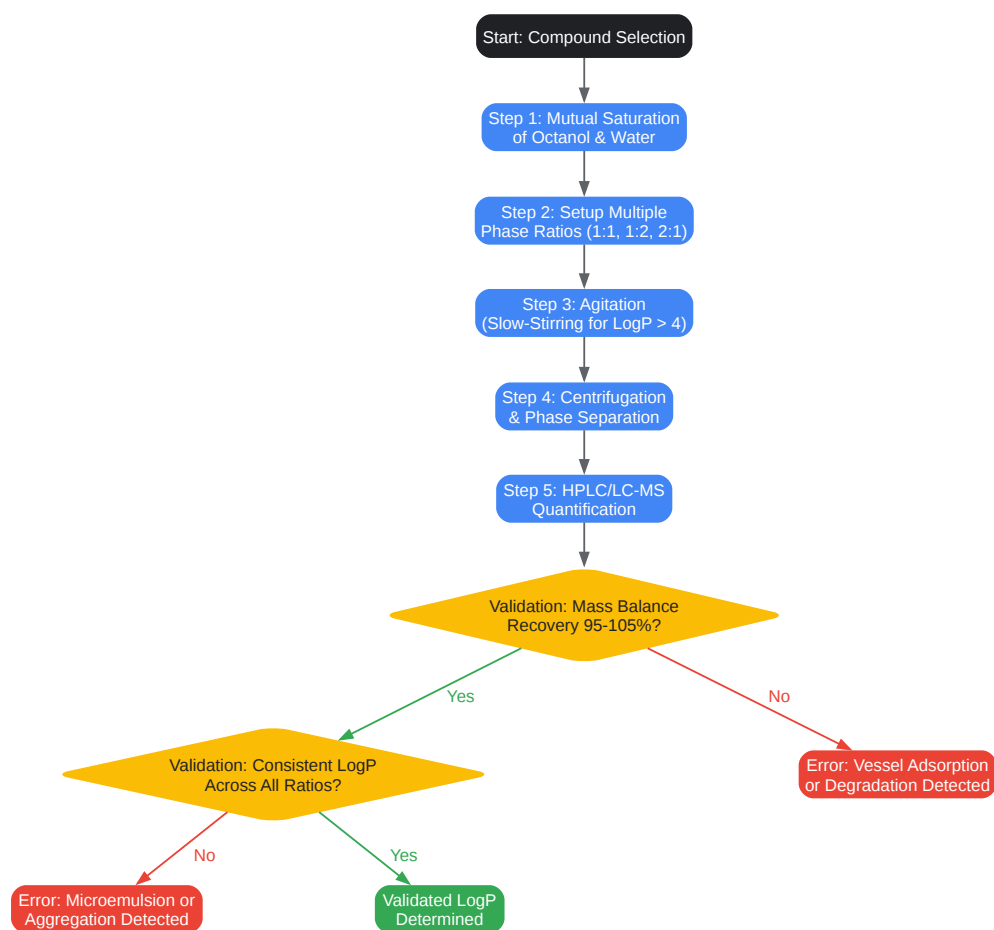 Start: Compound Selection
Step 1: Mutual Saturation
of Octanol & Water
Step 2: Setup Multiple
Phase Ratios (1:1, 1:2, 2:1)
Step 3: Agitation
(Slow-Stirring for LogP > 4)
Step 4: Centrifugation
& Phase Separation
Step 5: HPLC/LC-MS
Quantification
Validation: Mass Balance
Recovery 95-105%?
Yes
No
Validation: Consistent LogP
Across All Ratios?
Error: Vessel Adsorption
or Degradation Detected
No
Yes
Error: Microemulsion or
Aggregation Detected
Validated LogP
Determined